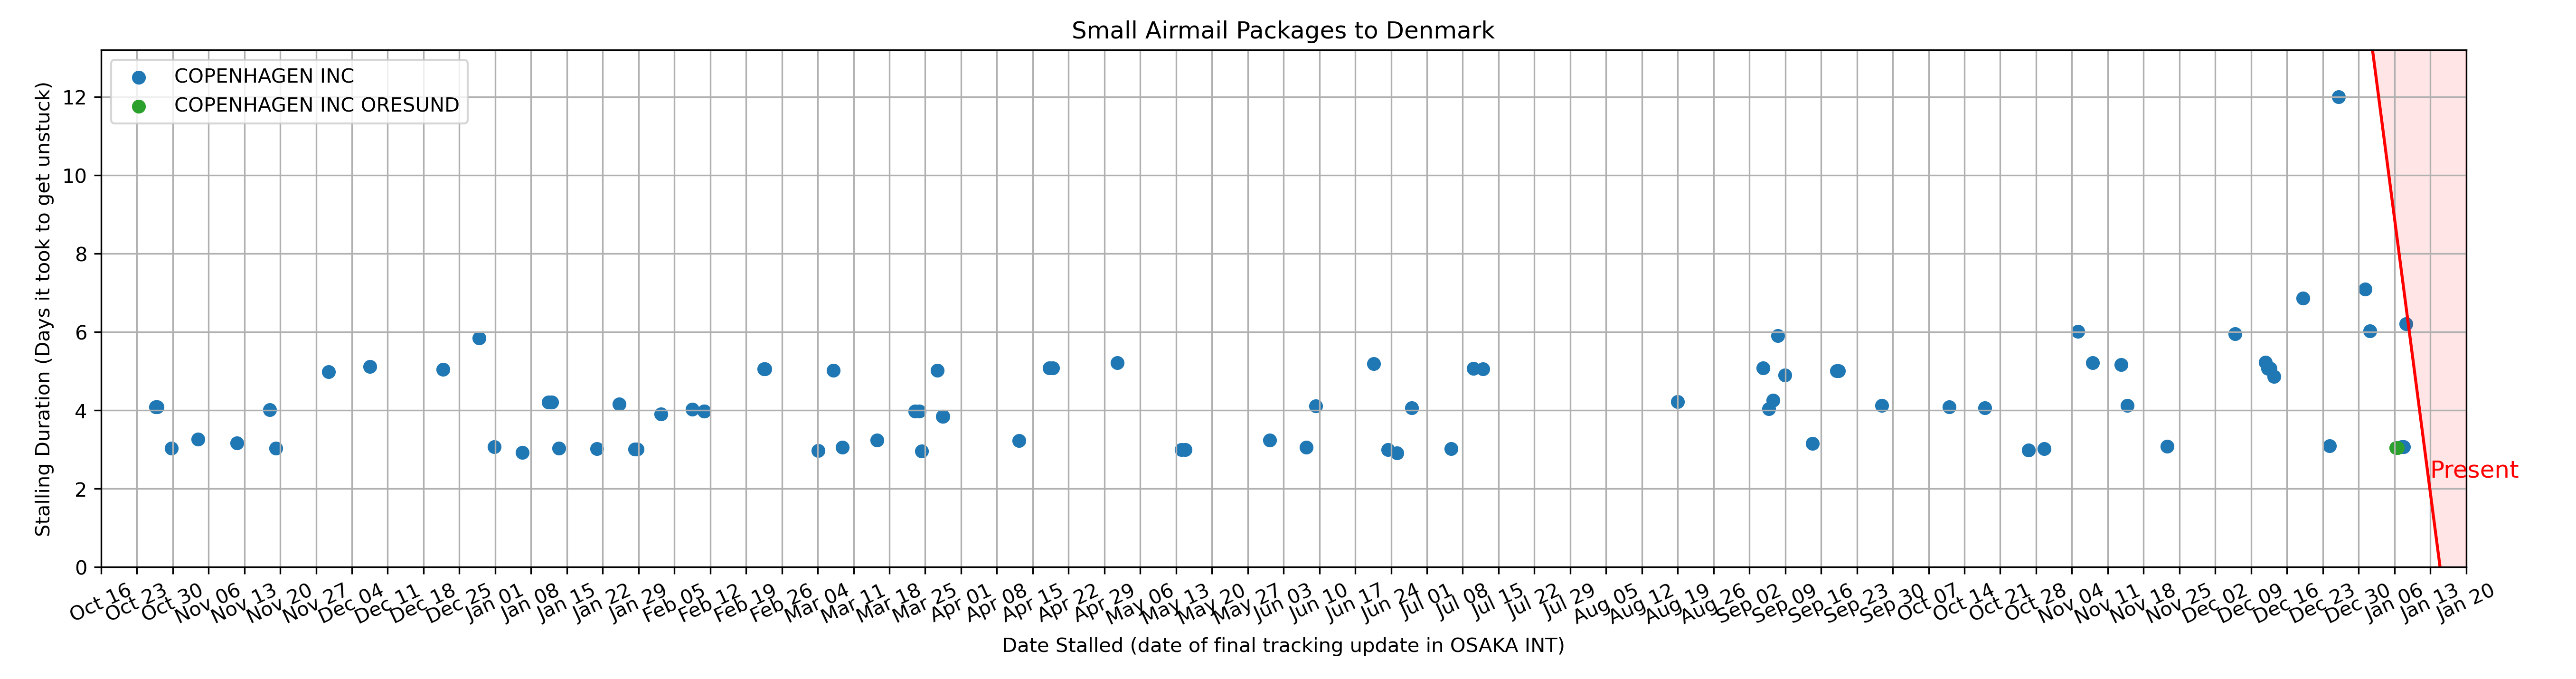 Small Airmail Packages to Denmark
COPENHAGEN INC
COPENHAGEN INC ORESUND
Stalling Duration (Days it took to get unstuck)
12
10
8
6
4
2
0
Present
Oct 16
Oct 23
Oct 30
Nov 06
Nov 13
Nov 20
Nov 27
Dec 04
Dec 11
Dec 18
Dec 25
Jan 01
Jan 08
Jan 15
Jan 22
Jan 29
Feb 05
Feb 12
Feb 19
Feb 26
Mar 04
Mar 11
Mar 18
Mar 25
Apr 01
Apr 08
Apr 15
Apr 22
Apr 29
May 06
May 13
May 20
May 27
Jun 03
Jun 10
Jun 17
Jun 24
Jul 01
Jul 08
Jul 15
Jul 22
Jul 29
Aug 05
Aug 12
Aug 19
Aug 26
Sep 02
Sep 09
Sep 16
Sep 23
Sep 30
Oct 07
Oct 14
Oct 21
Oct 28
Nov 04
Nov 11
Nov 18
Nov 25
Dec 02
Dec 09
Dec 16
Dec 23
Dec 30
Jan 06
Jan 13
Jan 20
Date Stalled (date of final tracking update in OSAKA INT)